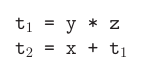 t₁ = y * z
t₂ = x + t₁